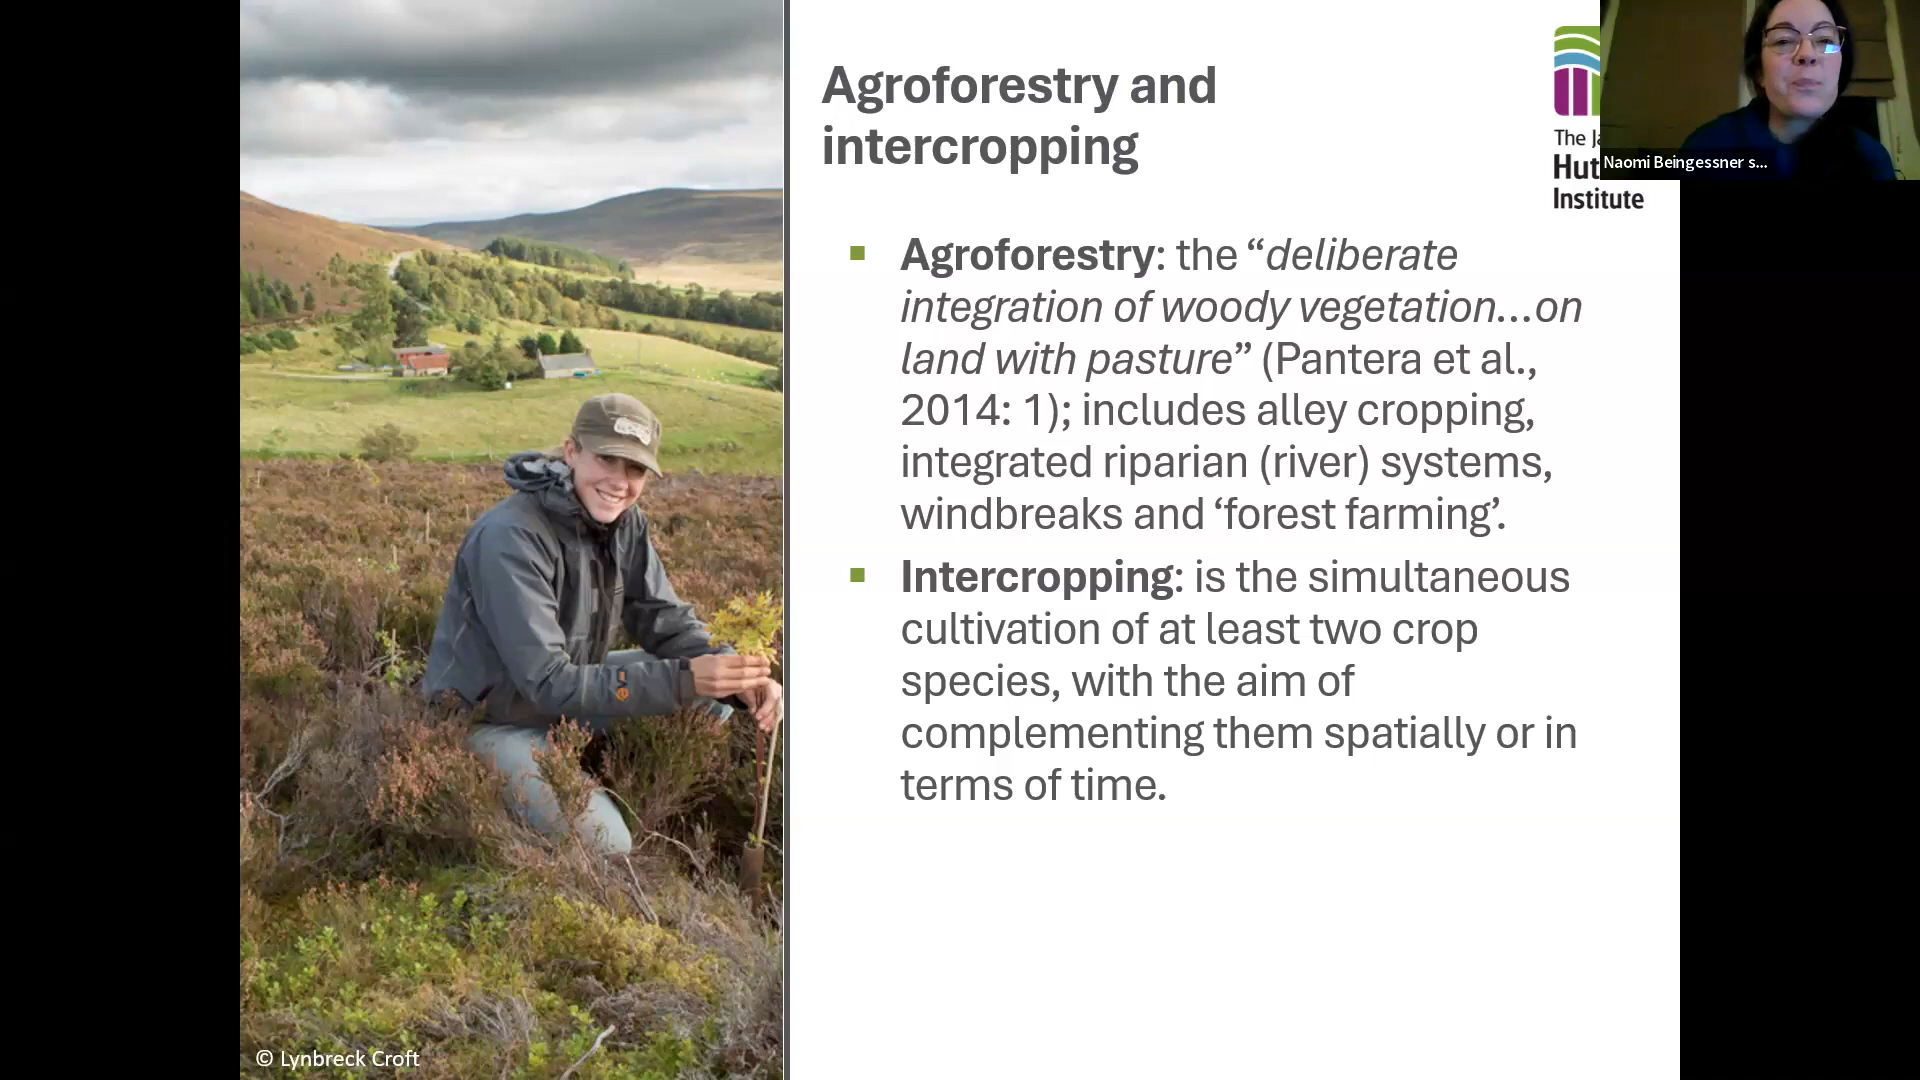 Agroforestry and
intercropping
The
Hut
Institute
Naomi Beingessner s...
Agroforestry: the “deliberate
integration of woody vegetation...on
land with pasture” (Pantera et al.,
2014: 1); includes alley cropping,
integrated riparian (river) systems,
windbreaks and ‘forest farming’.
Intercropping: is the simultaneous
cultivation of at least two crop
species, with the aim of
complementing them spatially or in
terms of time.
© Lynbreck Croft